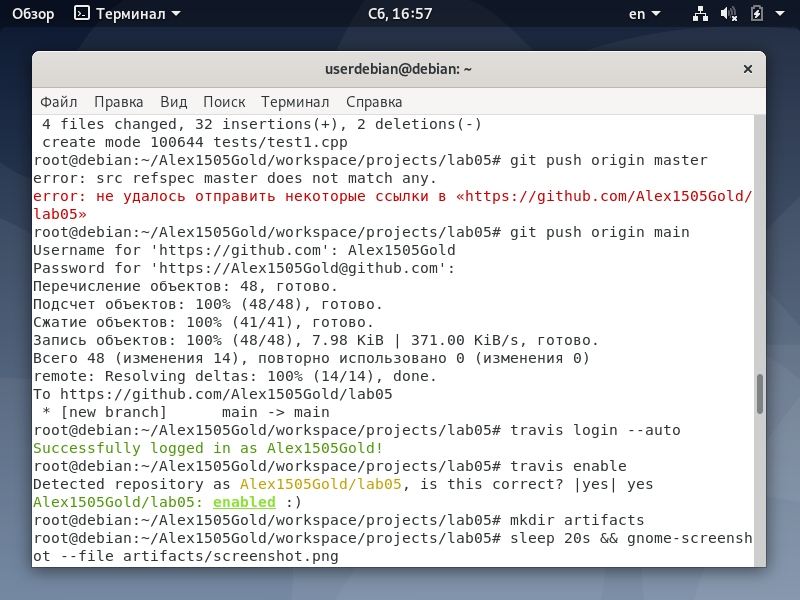 Обзор Терминал Сб, 16:57 en
userdebian@debian: ~ ×
Файл Правка Вид Поиск Терминал Справка
 4 files changed, 32 insertions(+), 2 deletions(-)
 create mode 100644 tests/test1.cpp
root@debian:~/Alex1505Gold/workspace/projects/lab05# git push origin master
error: src refspec master does not match any.
error: не удалось отправить некоторые ссылки в «https://github.com/Alex1505Gold/
lab05»
root@debian:~/Alex1505Gold/workspace/projects/lab05# git push origin main
Username for 'https://github.com': Alex1505Gold
Password for 'https://Alex1505Gold@github.com':
Перечисление объектов: 48, готово.
Подсчет объектов: 100% (48/48), готово.
Сжатие объектов: 100% (41/41), готово.
Запись объектов: 100% (48/48), 7.98 KiB | 371.00 KiB/s, готово.
Всего 48 (изменения 14), повторно использовано 0 (изменения 0)
remote: Resolving deltas: 100% (14/14), done.
To https://github.com/Alex1505Gold/lab05
 * [new branch]      main -> main
root@debian:~/Alex1505Gold/workspace/projects/lab05# travis login --auto
Successfully logged in as Alex1505Gold!
root@debian:~/Alex1505Gold/workspace/projects/lab05# travis enable
Detected repository as Alex1505Gold/lab05, is this correct? |yes| yes
Alex1505Gold/lab05: enabled :)
root@debian:~/Alex1505Gold/workspace/projects/lab05# mkdir artifacts
root@debian:~/Alex1505Gold/workspace/projects/lab05# sleep 20s && gnome-screensh
ot --file artifacts/screenshot.png